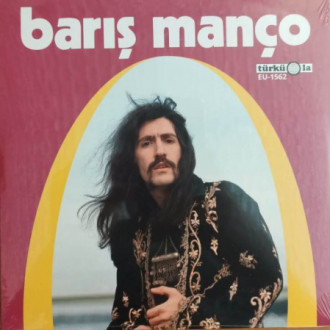 barış manço
türküola
EU-1562